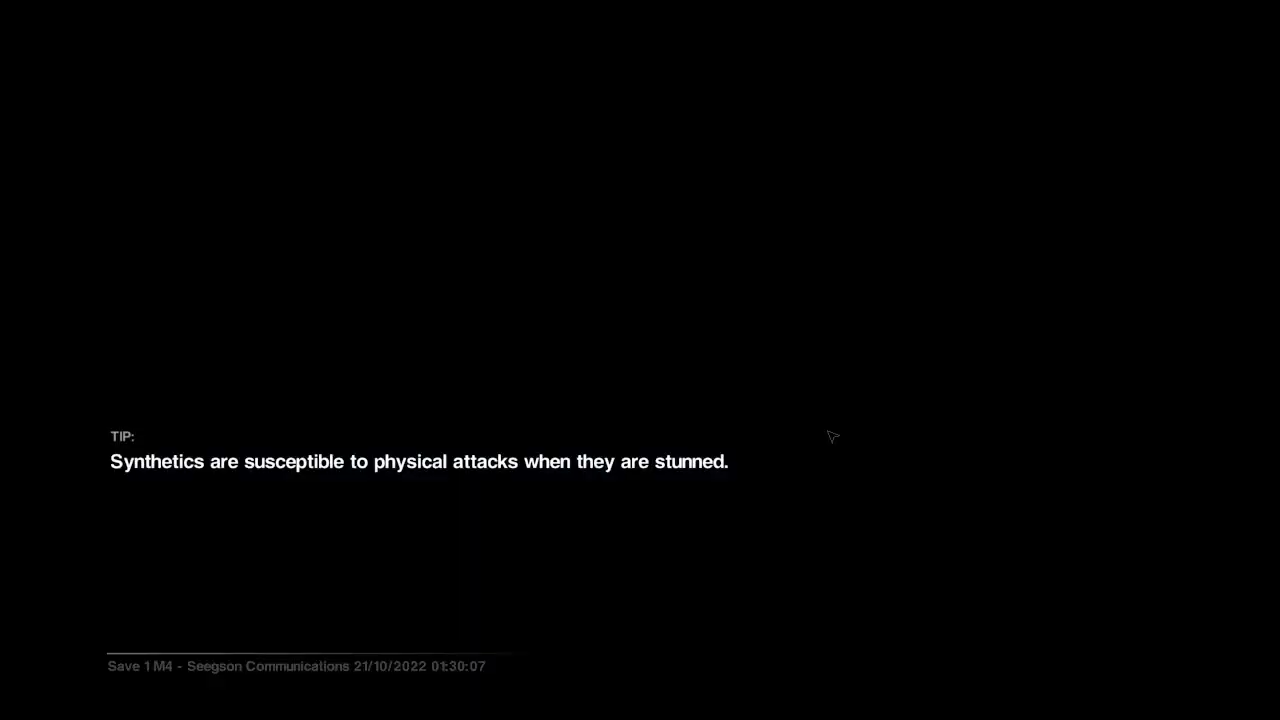 TIP:
Synthetics are susceptible to physical attacks when they are stunned.
Save 1 M4 - Seegson Communications 21/10/2022 01:30:07